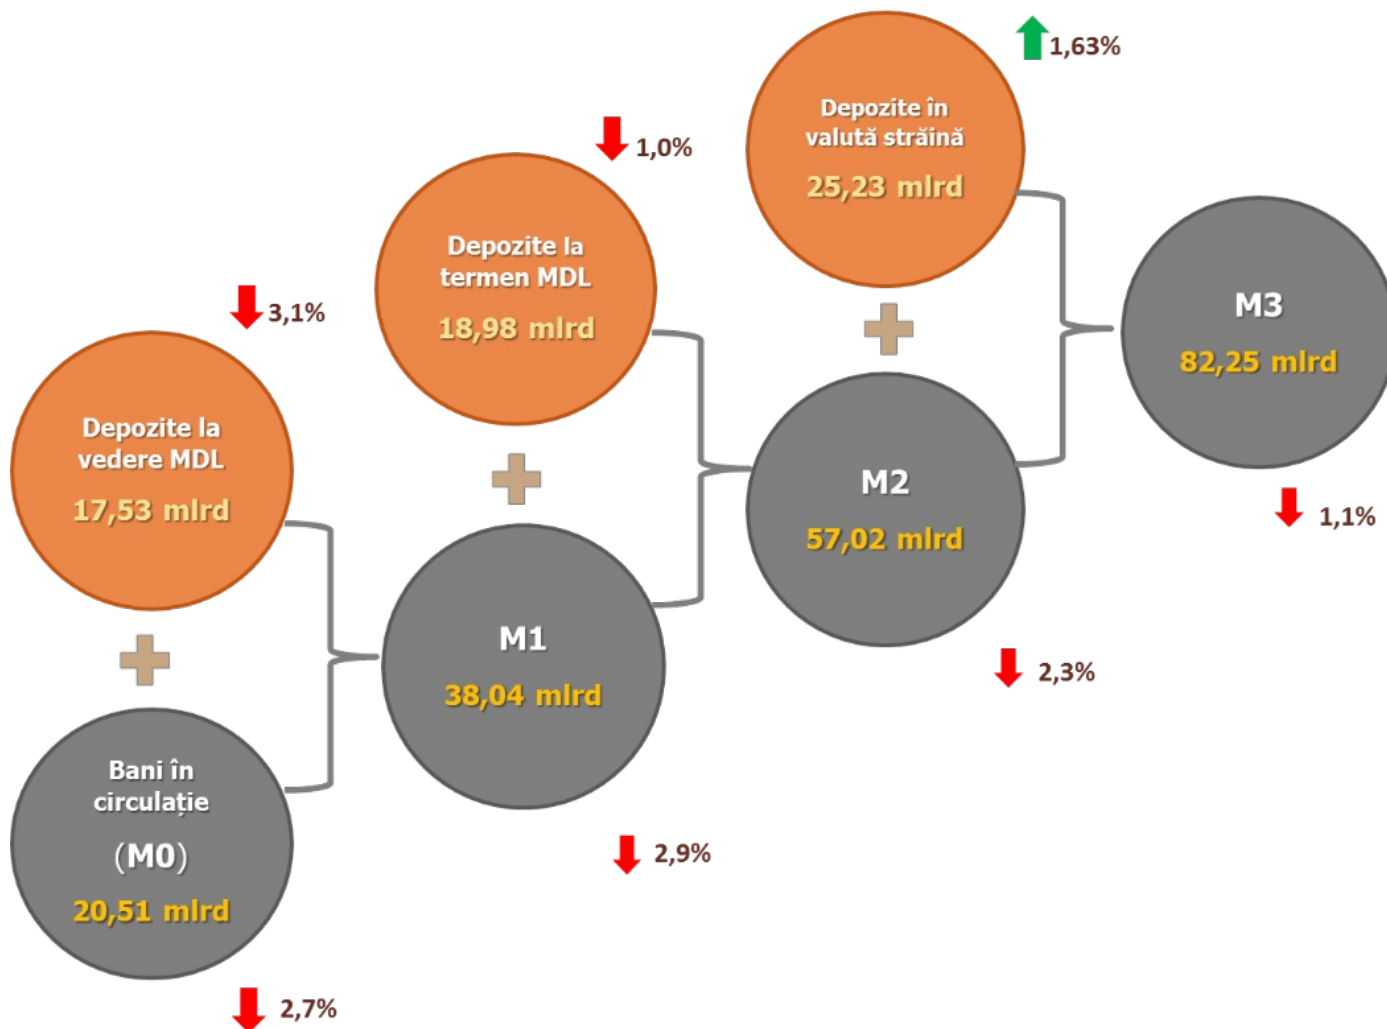 3,1%
Depozite la
vedere MDL
17,53 mlrd
Bani în
circulație
(M0)
20,51 mlrd
2,7%
1,0%
Depozite la
termen MDL
18,98 mlrd
M1
38,04 mlrd
2,9%
1,63%
Depozite în
valută străină
25,23 mlrd
M2
57,02 mlrd
2,3%
M3
82,25 mlrd
1,1%